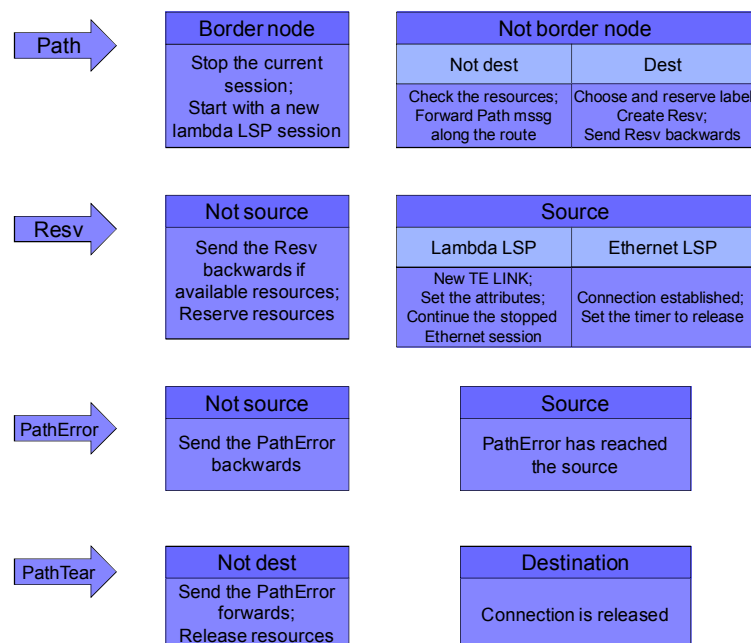 Path
Border node
Stop the current
session;
Start with a new
lambda LSP session
Not border node
Not dest
Dest
Check the resources;
Forward Path mssg
along the route
Choose and reserve label
Create Resv;
Send Resv backwards
Resv
Not source
Send the Resv
backwards if
available resources;
Reserve resources
Source
Lambda LSP
Ethernet LSP
New TE LINK;
Set the attributes;
Continue the stopped
Ethernet session
Connection established;
Set the timer to release
PathError
Not source
Send the PathError
backwards
Source
PathError has reached
the source
PathTear
Not dest
Send the PathError
forwards;
Release resources
Destination
Connection is released